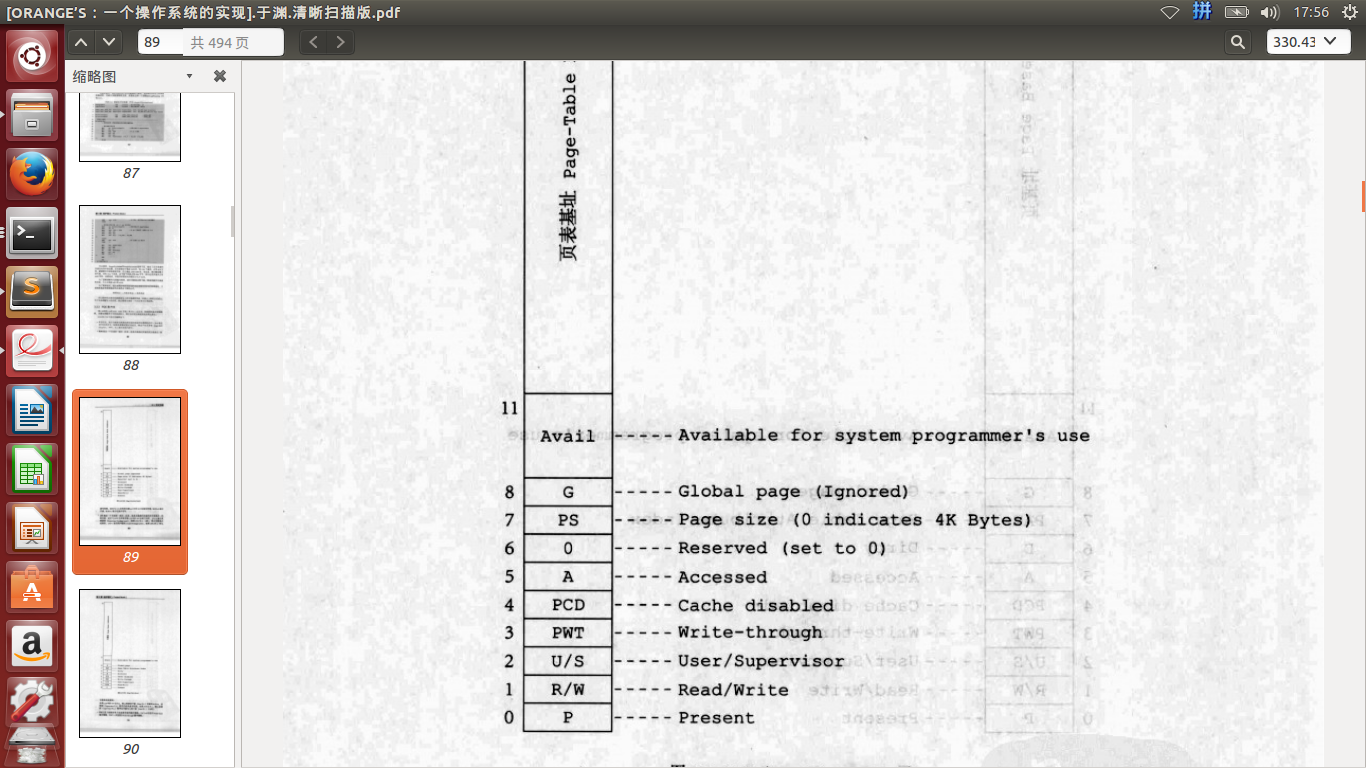 [ORANGE'S：一个操作系统的实现].于渊.清晰扫描版.pdf
拼
17:56
89
共 494 页
330.43
缩略图
87
88
89
90
页表基址 Page-Table
11
Avail ----- Available for system programmer's use
8 G ----- Global page (Ignored)
7 PS ----- Page size (0 indicates 4K Bytes)
6 0 ----- Reserved (set to 0)
5 A ----- Accessed
4 PCD ----- Cache disabled
3 PWT ----- Write-through
2 U/S ----- User/Supervisor
1 R/W ----- Read/Write
0 P ----- Present